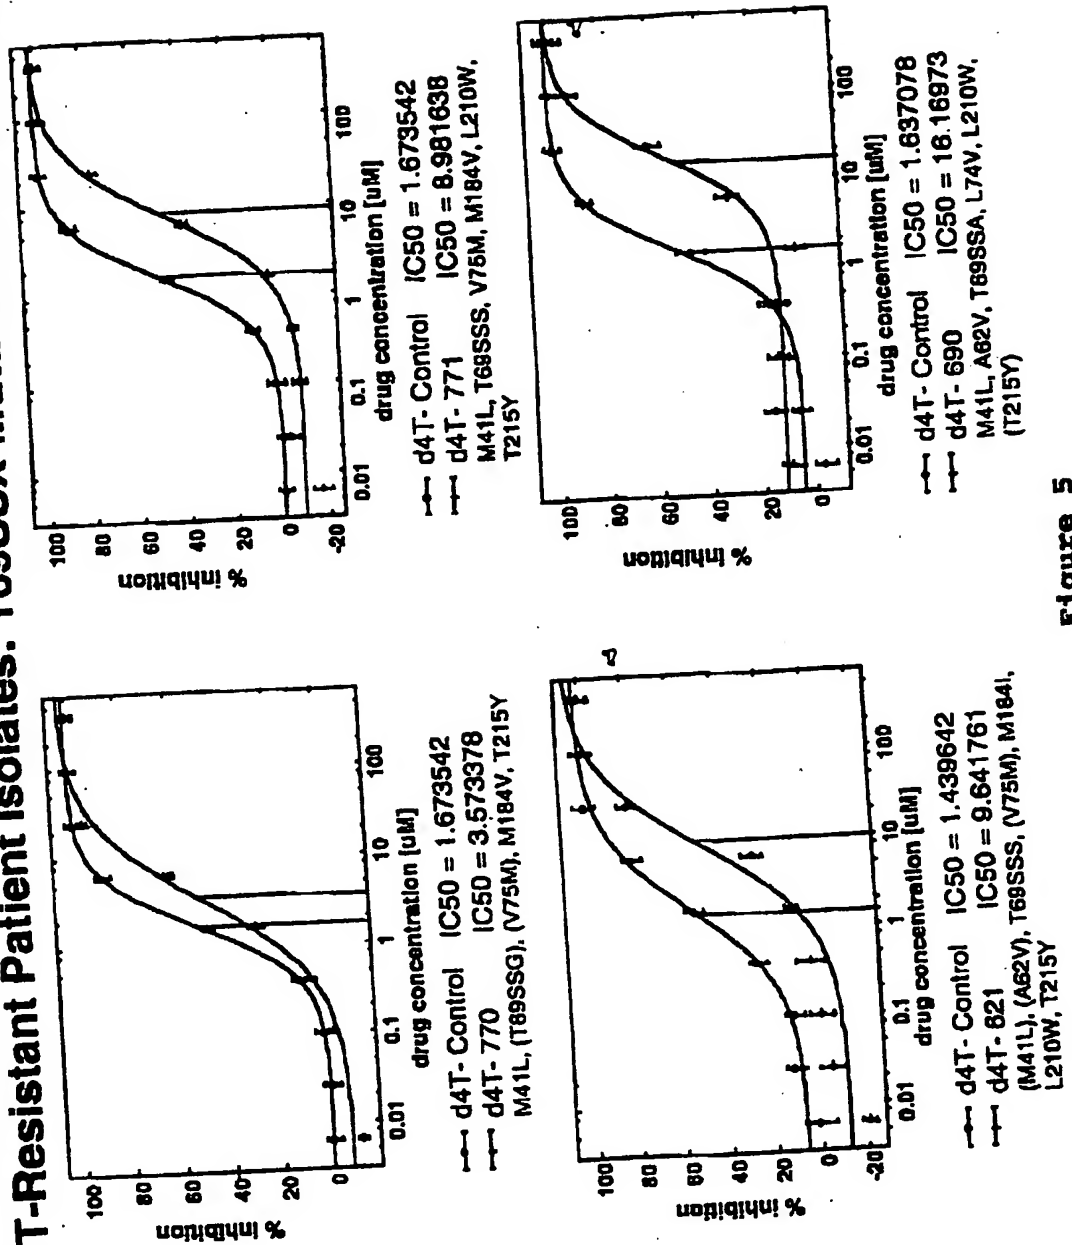 T-Resistant Patient Isolates.
100
80
60
40
20
0
% inhibition
0.01
0.1
1
10
100
drug concentration [uM]
d4T- Control IC50 = 1.673542
d4T- 770 IC50 = 3.573378
M41L, (T69SSG), (V75M), M184V, T215Y
100
80
60
40
20
0
-20
% inhibition
0.01
0.1
1
10
100
drug concentration [uM]
d4T- Control IC50 = 1.673542
d4T- 771 IC50 = 8.981638
M41L, T69SSS, V75M, M184V, L210W,
T215Y
100
80
60
40
20
0
-20
% inhibition
0.01
0.1
1
10
100
drug concentration [uM]
d4T- Control IC50 = 1.439642
d4T- 821 IC50 = 9.641761
(M41L), (A62V), T69SSS, (V75M), M184I,
L210W, T215Y
100
80
60
40
20
0
% inhibition
0.01
0.1
1
10
100
drug concentration [uM]
d4T- Control IC50 = 1.637078
d4T- 690 IC50 = 16.16973
M41L, A62V, T69SSA, L74V, L210W,
(T215Y)
Figure 5